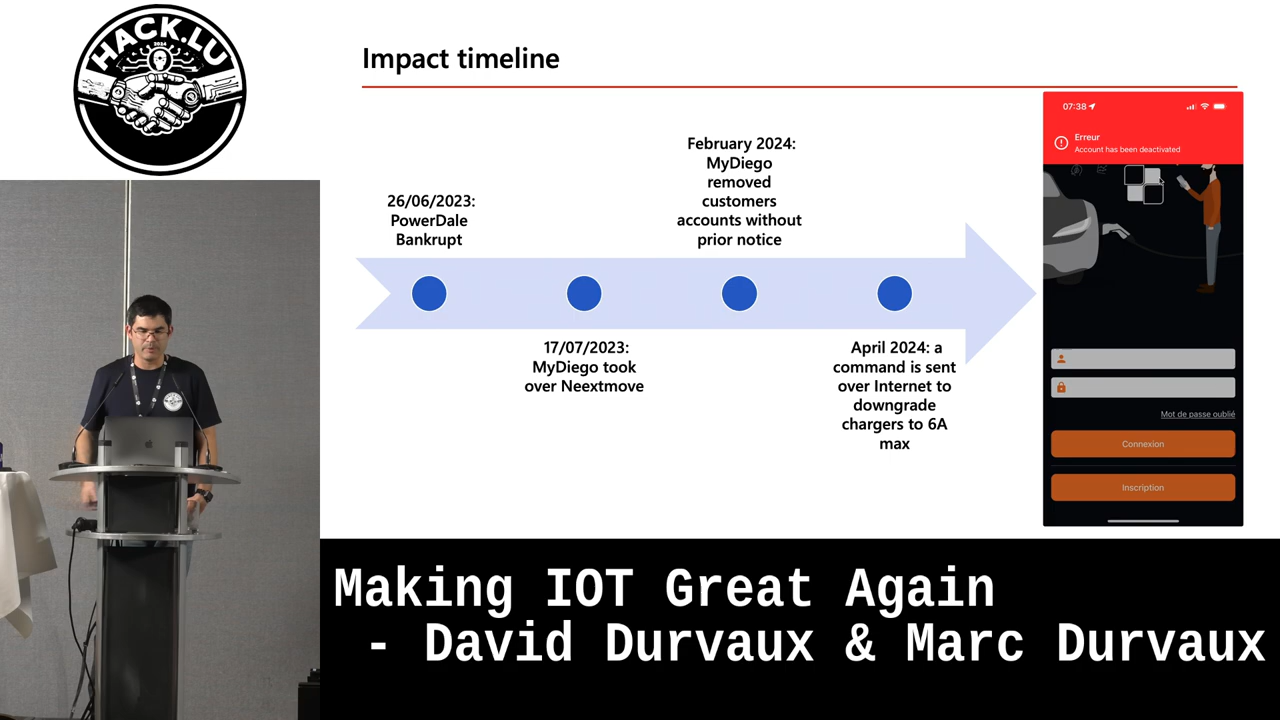 HACK.LU
2024
Impact timeline
07:38
Erreur
Account has been deactivated
February 2024:
MyDiego
removed
customers
accounts without
prior notice
26/06/2023:
PowerDale
Bankrupt
17/07/2023:
MyDiego took
over Neextmove
April 2024: a
command is sent
over Internet to
downgrade
chargers to 6A
max
Mot de passe oublié
Connexion
Inscription
Making IOT Great Again
- David Durvaux & Marc Durvaux